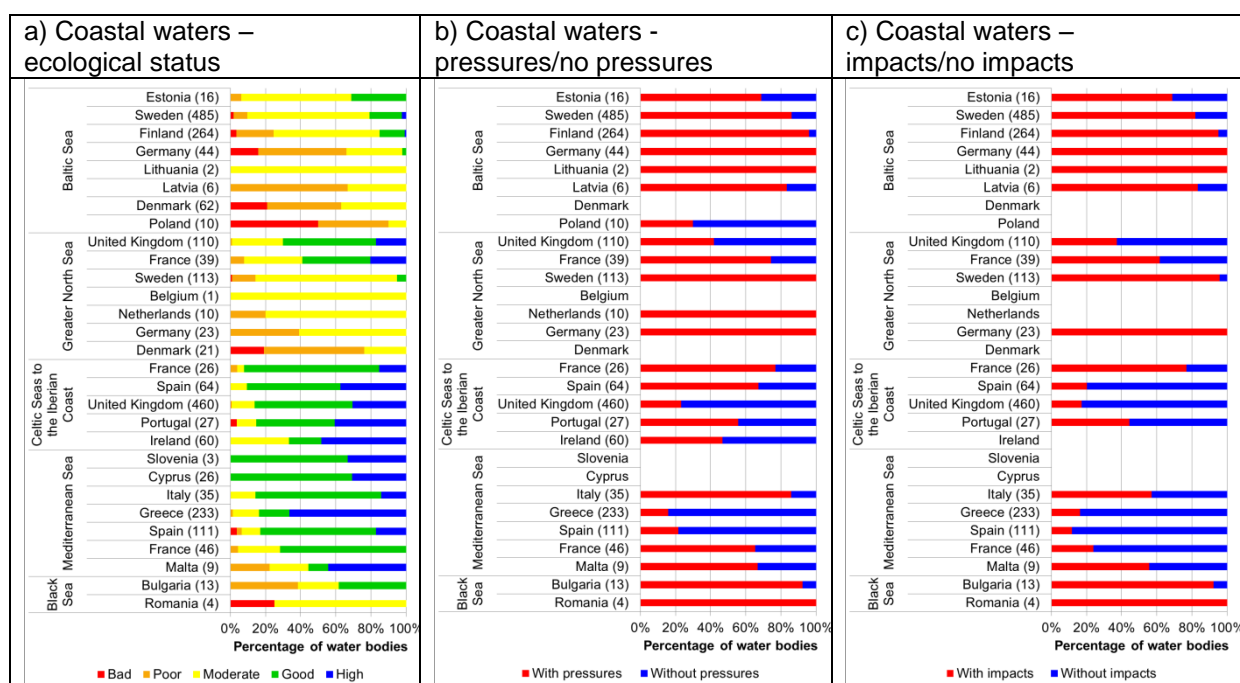 a) Coastal waters –
ecological status
Baltic Sea
Estonia (16)
Sweden (485)
Finland (264)
Germany (44)
Lithuania (2)
Latvia (6)
Denmark (62)
Poland (10)
Greater North Sea
United Kingdom (110)
France (39)
Sweden (113)
Belgium (1)
Netherlands (10)
Germany (23)
Denmark (21)
Celtic Seas to
the Iberian
Coast
France (26)
Spain (64)
United Kingdom (460)
Portugal (27)
Ireland (60)
Mediterranean Sea
Slovenia (3)
Cyprus (26)
Italy (35)
Greece (233)
Spain (111)
France (46)
Malta (9)
Black
Sea
Bulgaria (13)
Romania (4)
0% 20% 40% 60% 80% 100%
Percentage of water bodies
Bad Poor Moderate Good High
b) Coastal waters -
pressures/no pressures
Baltic Sea
Estonia (16)
Sweden (485)
Finland (264)
Germany (44)
Lithuania (2)
Latvia (6)
Denmark
Poland (10)
Greater North Sea
United Kingdom (110)
France (39)
Sweden (113)
Belgium
Netherlands (10)
Germany (23)
Denmark
Celtic Seas to
the Iberian
Coast
France (26)
Spain (64)
United Kingdom (460)
Portugal (27)
Ireland (60)
Mediterranean Sea
Slovenia
Cyprus
Italy (35)
Greece (233)
Spain (111)
France (46)
Malta (9)
Black
Sea
Bulgaria (13)
Romania (4)
0% 20% 40% 60% 80% 100%
Percentage of water bodies
With pressures Without pressures
c) Coastal waters –
impacts/no impacts
Baltic Sea
Estonia (16)
Sweden (485)
Finland (264)
Germany (44)
Lithuania (2)
Latvia (6)
Denmark
Poland
Greater North Sea
United Kingdom (110)
France (39)
Sweden (113)
Belgium
Netherlands
Germany (23)
Denmark
Celtic Seas to
the Iberian
Coast
France (26)
Spain (64)
United Kingdom (460)
Portugal (27)
Ireland
Mediterranean Sea
Slovenia
Cyprus
Italy (35)
Greece (233)
Spain (111)
France (46)
Malta (9)
Black
Sea
Bulgaria (13)
Romania (4)
0% 20% 40% 60% 80% 100%
Percentage of water bodies
With impacts Without impacts